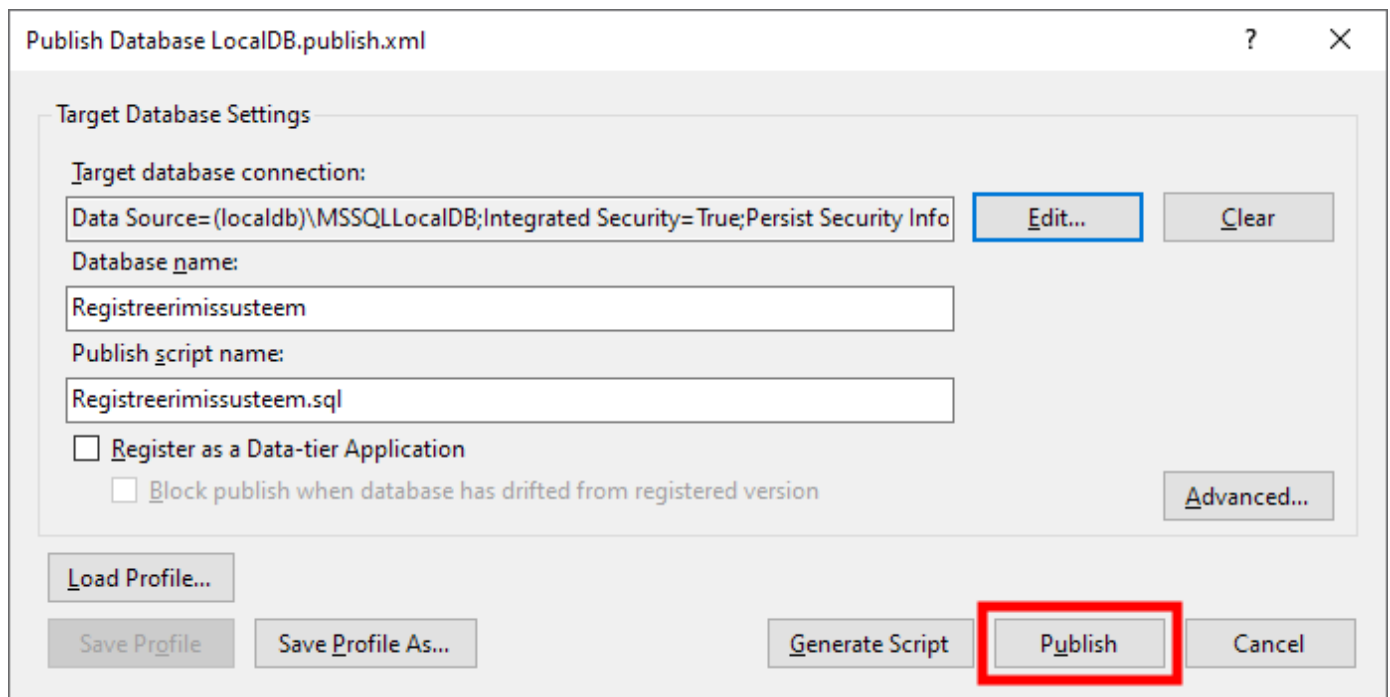 Publish Database LocalDB.publish.xml
?
Target Database Settings
Target database connection:
Data Source=(localdb)\MSSQLLocalDB;Integrated Security=True;Persist Security Info
Edit...
Clear
Database name:
Registreerimissusteem
Publish script name:
Registreerimissusteem.sql
Register as a Data-tier Application
Block publish when database has drifted from registered version
Advanced...
Load Profile...
Save Profile
Save Profile As...
Generate Script
Publish
Cancel